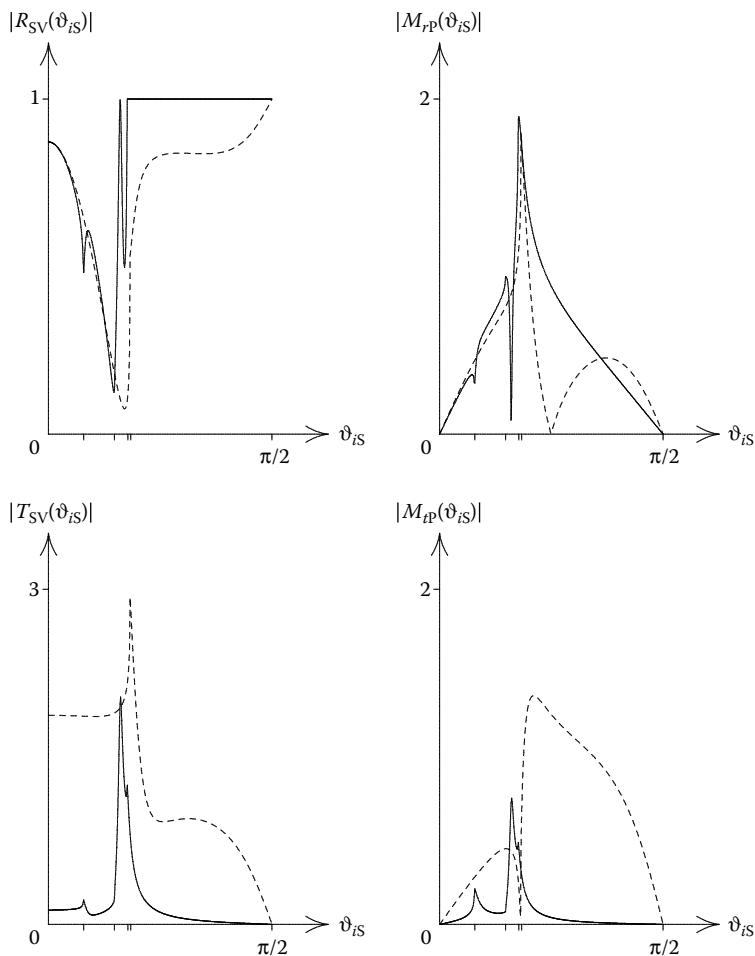 |R_SV(ϑ_iS)|
1
0
π/2
ϑ_iS
|M_rP(ϑ_iS)|
2
0
π/2
ϑ_iS
|T_SV(ϑ_iS)|
3
0
π/2
ϑ_iS
|M_tP(ϑ_iS)|
2
0
π/2
ϑ_iS